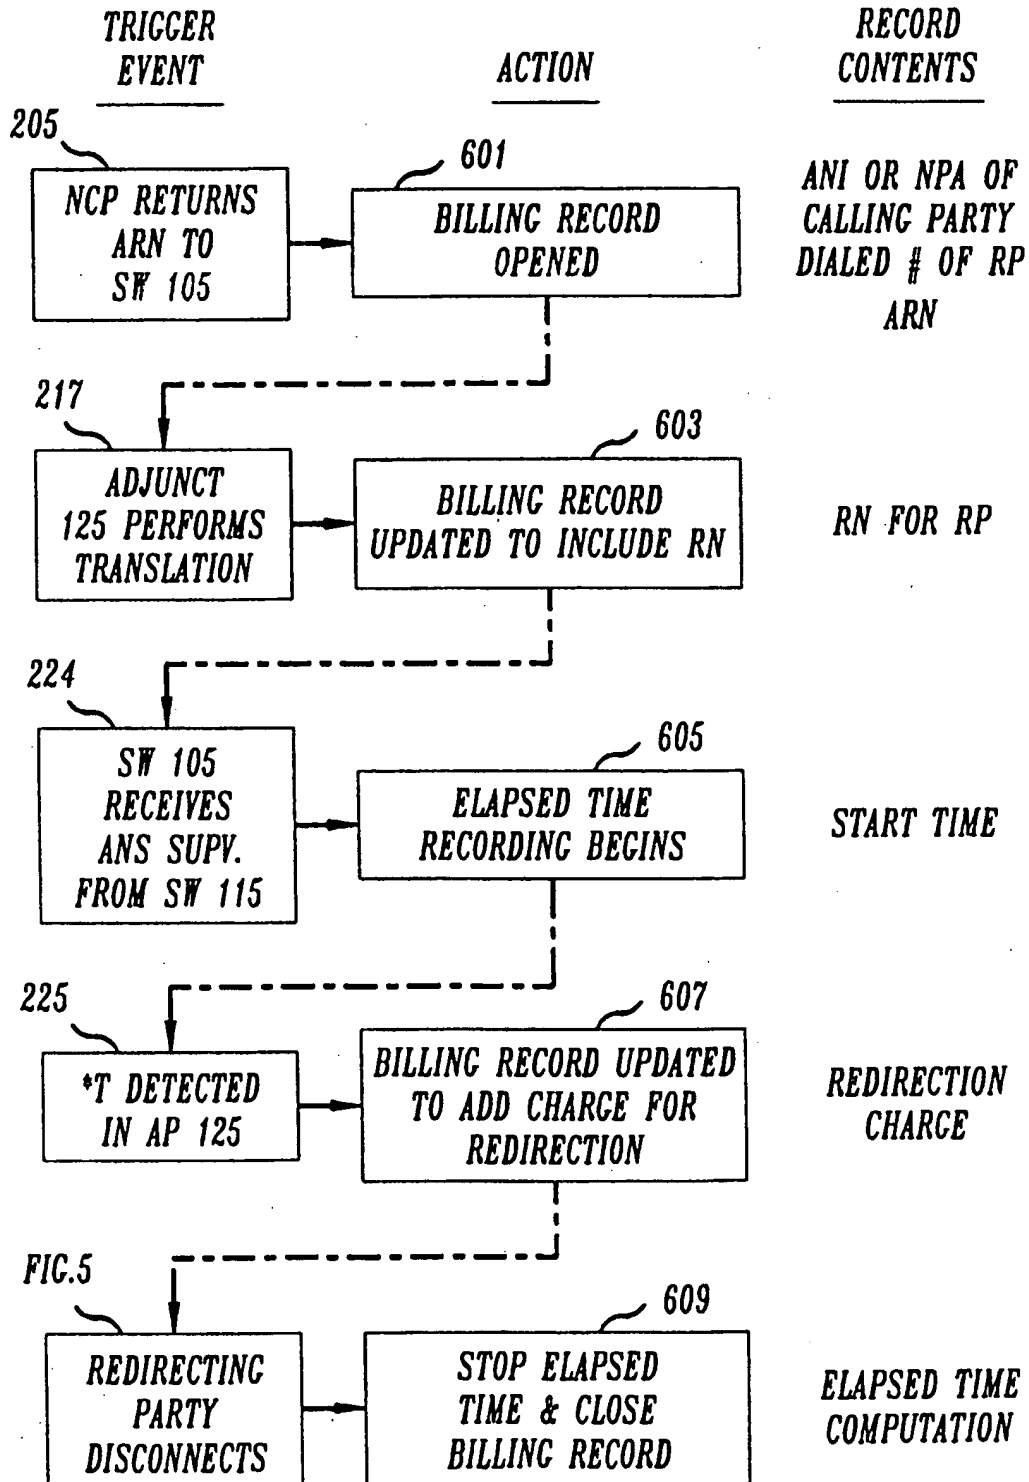 TRIGGER
EVENT
ACTION
RECORD
CONTENTS
205
NCP RETURNS
ARN TO
SW 105
601
BILLING RECORD
OPENED
ANI OR NPA OF
CALLING PARTY
DIALED # OF RP
ARN
217
ADJUNCT
125 PERFORMS
TRANSLATION
603
BILLING RECORD
UPDATED TO INCLUDE RN
RN FOR RP
224
SW 105
RECEIVES
ANS SUPV.
FROM SW 115
605
ELAPSED TIME
RECORDING BEGINS
START TIME
225
*T DETECTED
IN AP 125
607
BILLING RECORD UPDATED
TO ADD CHARGE FOR
REDIRECTION
REDIRECTION
CHARGE
FIG.5
REDIRECTING
PARTY
DISCONNECTS
609
STOP ELAPSED
TIME & CLOSE
BILLING RECORD
ELAPSED TIME
COMPUTATION